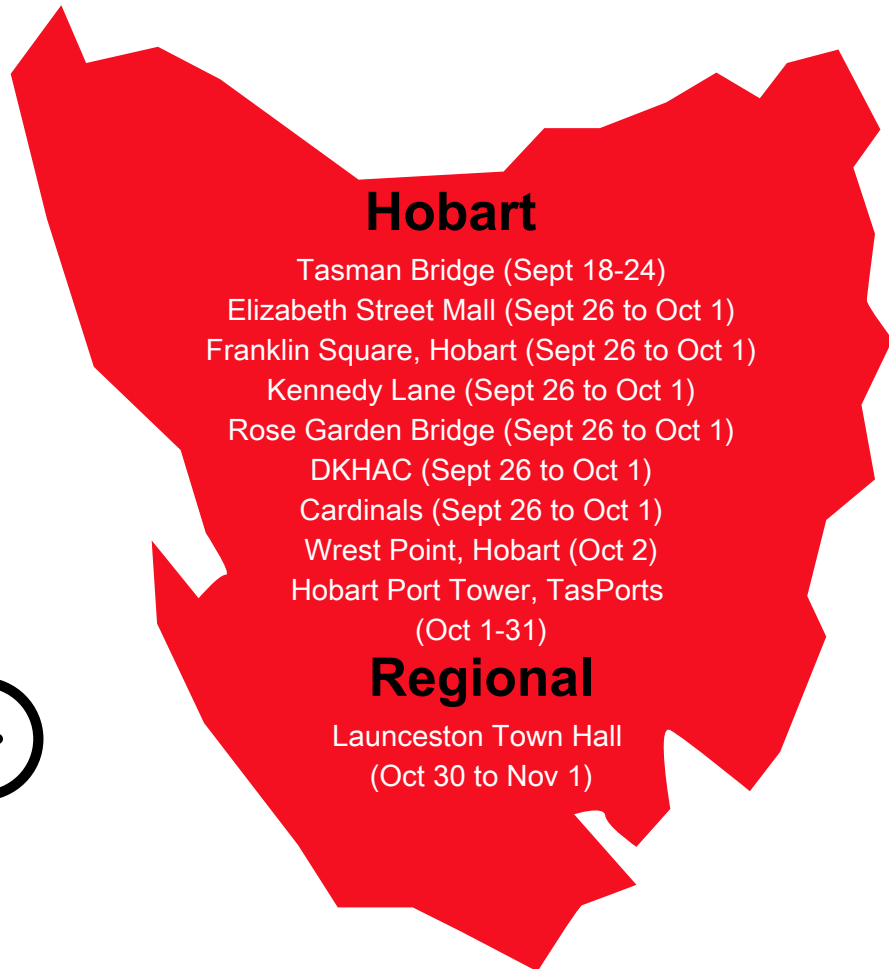 Hobart
Tasman Bridge (Sept 18-24)
Elizabeth Street Mall (Sept 26 to Oct 1)
Franklin Square, Hobart (Sept 26 to Oct 1)
Kennedy Lane (Sept 26 to Oct 1)
Rose Garden Bridge (Sept 26 to Oct 1)
DKHAC (Sept 26 to Oct 1)
Cardinals (Sept 26 to Oct 1)
Wrest Point, Hobart (Oct 2)
Hobart Port Tower, TasPorts
(Oct 1-31)
Regional
Launceston Town Hall
(Oct 30 to Nov 1)